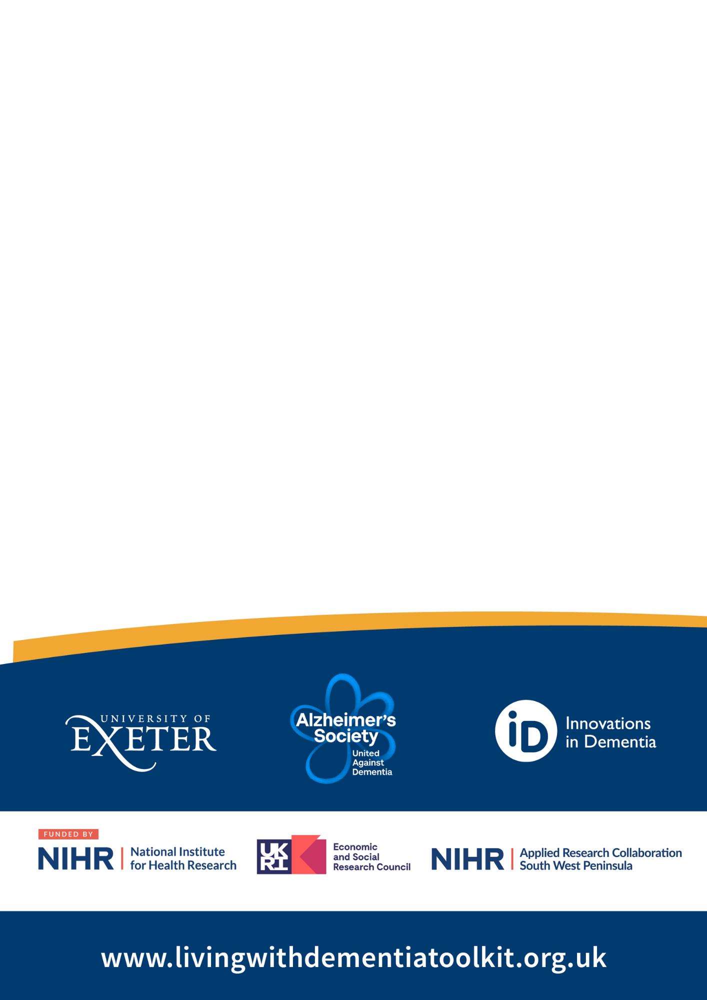 UNIVERSITY OF
EXETER
Alzheimer's
Society
United
Against
Dementia
iD
Innovations
in Dementia
FUNDED BY
NIHR
National Institute
for Health Research
UK
RI
Economic
and Social
Research Council
NIHR
Applied Research Collaboration
South West Peninsula
www.livingwithdementiatoolkit.org.uk